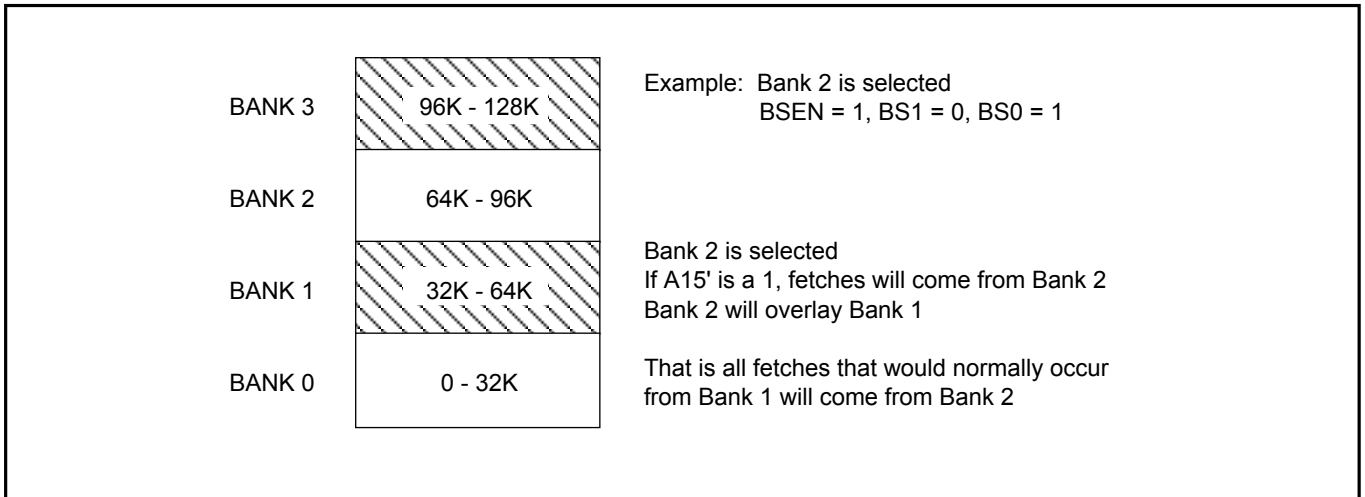 BANK 3
96K - 128K
Example: Bank 2 is selected
BSEN = 1, BS1 = 0, BS0 = 1
BANK 2
64K - 96K
BANK 1
32K - 64K
Bank 2 is selected
If A15' is a 1, fetches will come from Bank 2
Bank 2 will overlay Bank 1
BANK 0
0 - 32K
That is all fetches that would normally occur
from Bank 1 will come from Bank 2